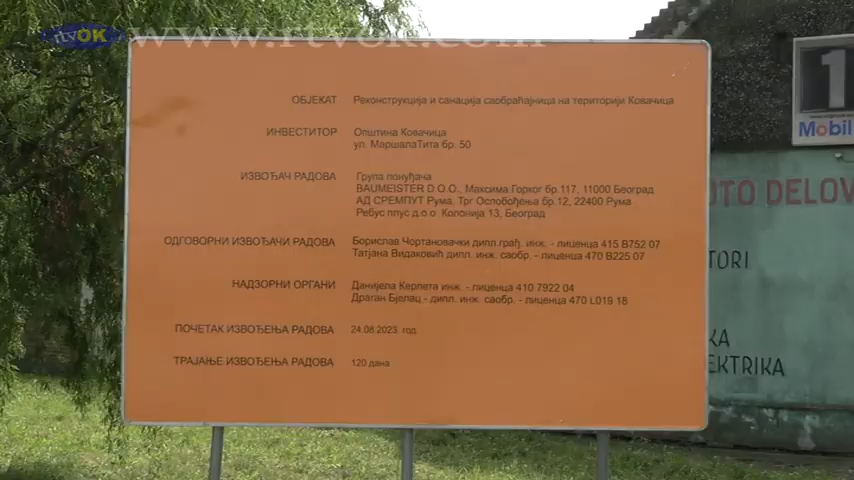 rtvOK
www.rtvok.com
ОБЈЕКАТ Реконструкција и санација саобраћајница на територији Ковачица
ИНВЕСТИТОР Општина Ковачица
ул. МаршалаТита бр. 50
ИЗВОЂАЧ РАДОВА Група понуђача
BAUMEISTER D.O.O., Максима Горког бр.117, 11000 Београд
АД СРЕМПУТ Рума, Трг Ослобођења бр.12, 22400 Рума
Ребус плус д.о.о Колонија 13, Београд
ОДГОВОРНИ ИЗВОЂАЧИ РАДОВА Борислав Чортановачки дипл.грађ. инж. - лиценца 415 В752 07
Татјана Видаковић дипл. инж. саобр. - лиценца 470 В225 07
НАДЗОРНИ ОРГАНИ Данијела Керлета инж. - лиценца 410 7922 04
Драган Бјелац - дипл. инж. саобр. - лиценца 470 L019 18
ПОЧЕТАК ИЗВОЂЕЊА РАДОВА 24.08.2023. год.
ТРАЈАЊЕ ИЗВОЂЕЊА РАДОВА 120 дана
1
Mobil
UTO DELOV
TORI
KA
EKTRIKA